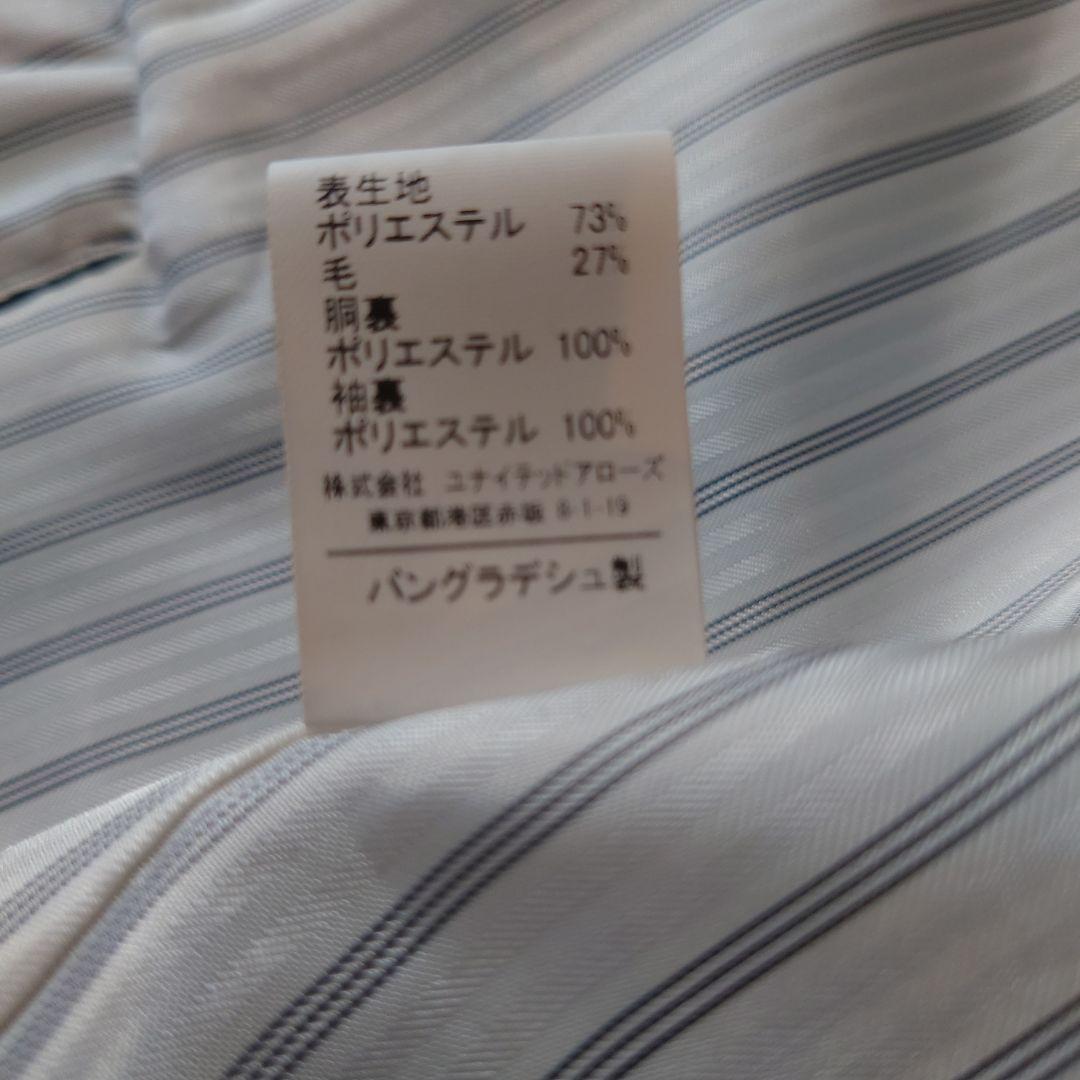 表生地
ポリエステル 73%
毛 27%
胴裏
ポリエステル 100%
袖裏
ポリエステル 100%
株式会社 ユナイテッドアローズ
東京都港区赤坂 8-1-19
バングラデシュ製